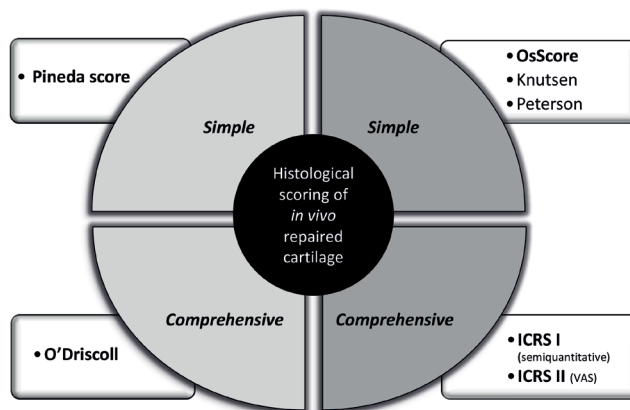 • Pineda score
• OsScore
• Knutsen
• Peterson
Simple
Simple
Histological
scoring of
in vivo
repaired
cartilage
Comprehensive
Comprehensive
• O’Driscoll
• ICRS I
(semiquantitative)
• ICRS II (VAS)